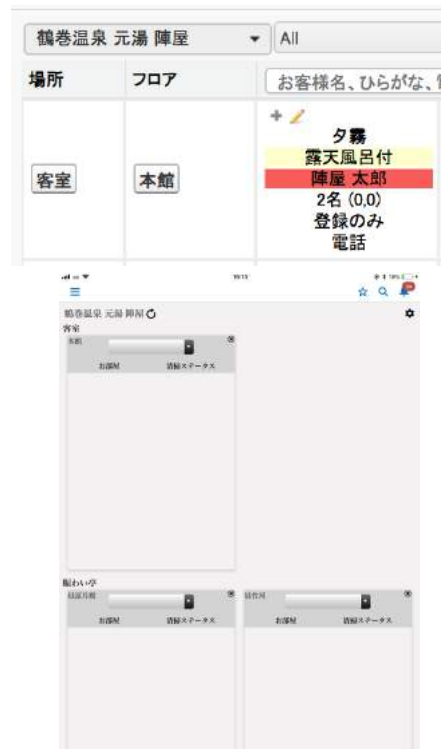 鶴巻温泉 元湯 陣屋 All
場所 フロア お客様名、ひらがな、
夕霧
露天風呂付
客室 本館 陣屋 太郎
2名 (0,0)
登録のみ
電話
鶴巻温泉 元湯 陣屋
客室
本館
お部屋 清掃ステータス
賑わい亭
お部屋 清掃ステータス お部屋 清掃ステータス